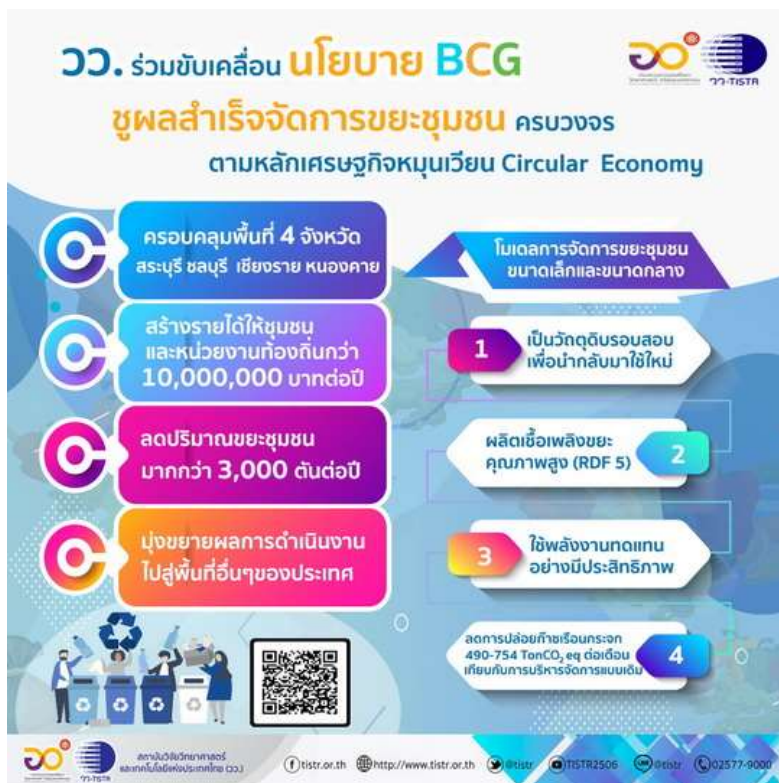 วว. ร่วมขับเคลื่อน นโยบาย BCG
วว-TISTR
ชูผลสำเร็จจัดการขยะชุมชน ครบวงจร
ตามหลักเศรษฐกิจหมุนเวียน Circular Economy
ครอบคลุมพื้นที่ 4 จังหวัด
สระบุรี ชลบุรี เชียงราย หนองคาย
สร้างรายได้ให้ชุมชน
และหน่วยงานท้องถิ่นกว่า
10,000,000 บาทต่อปี
ลดปริมาณขยะชุมชน
มากกว่า 3,000 ตันต่อปี
มุ่งขยายผลการดำเนินงาน
ไปสู่พื้นที่อื่นๆของประเทศ
โมเดลการจัดการขยะชุมชน
ขนาดเล็กและขนาดกลาง
1
เป็นวัตถุดิบรอบสอง
เพื่อนำกลับมาใช้ใหม่
ผลิตเชื้อเพลิงขยะ
คุณภาพสูง (RDF 5)
2
3
ใช้พลังงานทดแทน
อย่างมีประสิทธิภาพ
ลดการปล่อยก๊าซเรือนกระจก
490-754 TonCO₂ eq ต่อเดือน
เทียบกับการบริหารจัดการแบบเดิม
4
วว-TISTR
สถาบันวิจัยวิทยาศาสตร์
และเทคโนโลยีแห่งประเทศไทย (วว.)
tistr.or.th http://www.tistr.or.th @tistr TISTR2506 @tistr 02577-9000